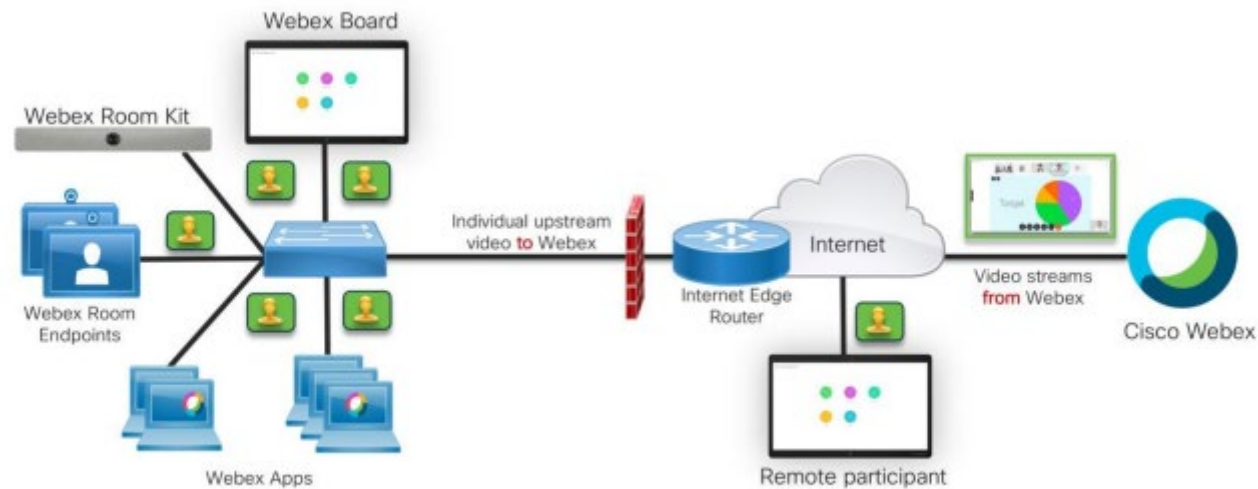 Webex Board
Webex Room Kit
Individual upstream
video to Webex
Internet
Target
Webex Room
Endpoints
Internet Edge
Router
Video streams
from Webex
Cisco Webex
Webex Apps
Remote participant